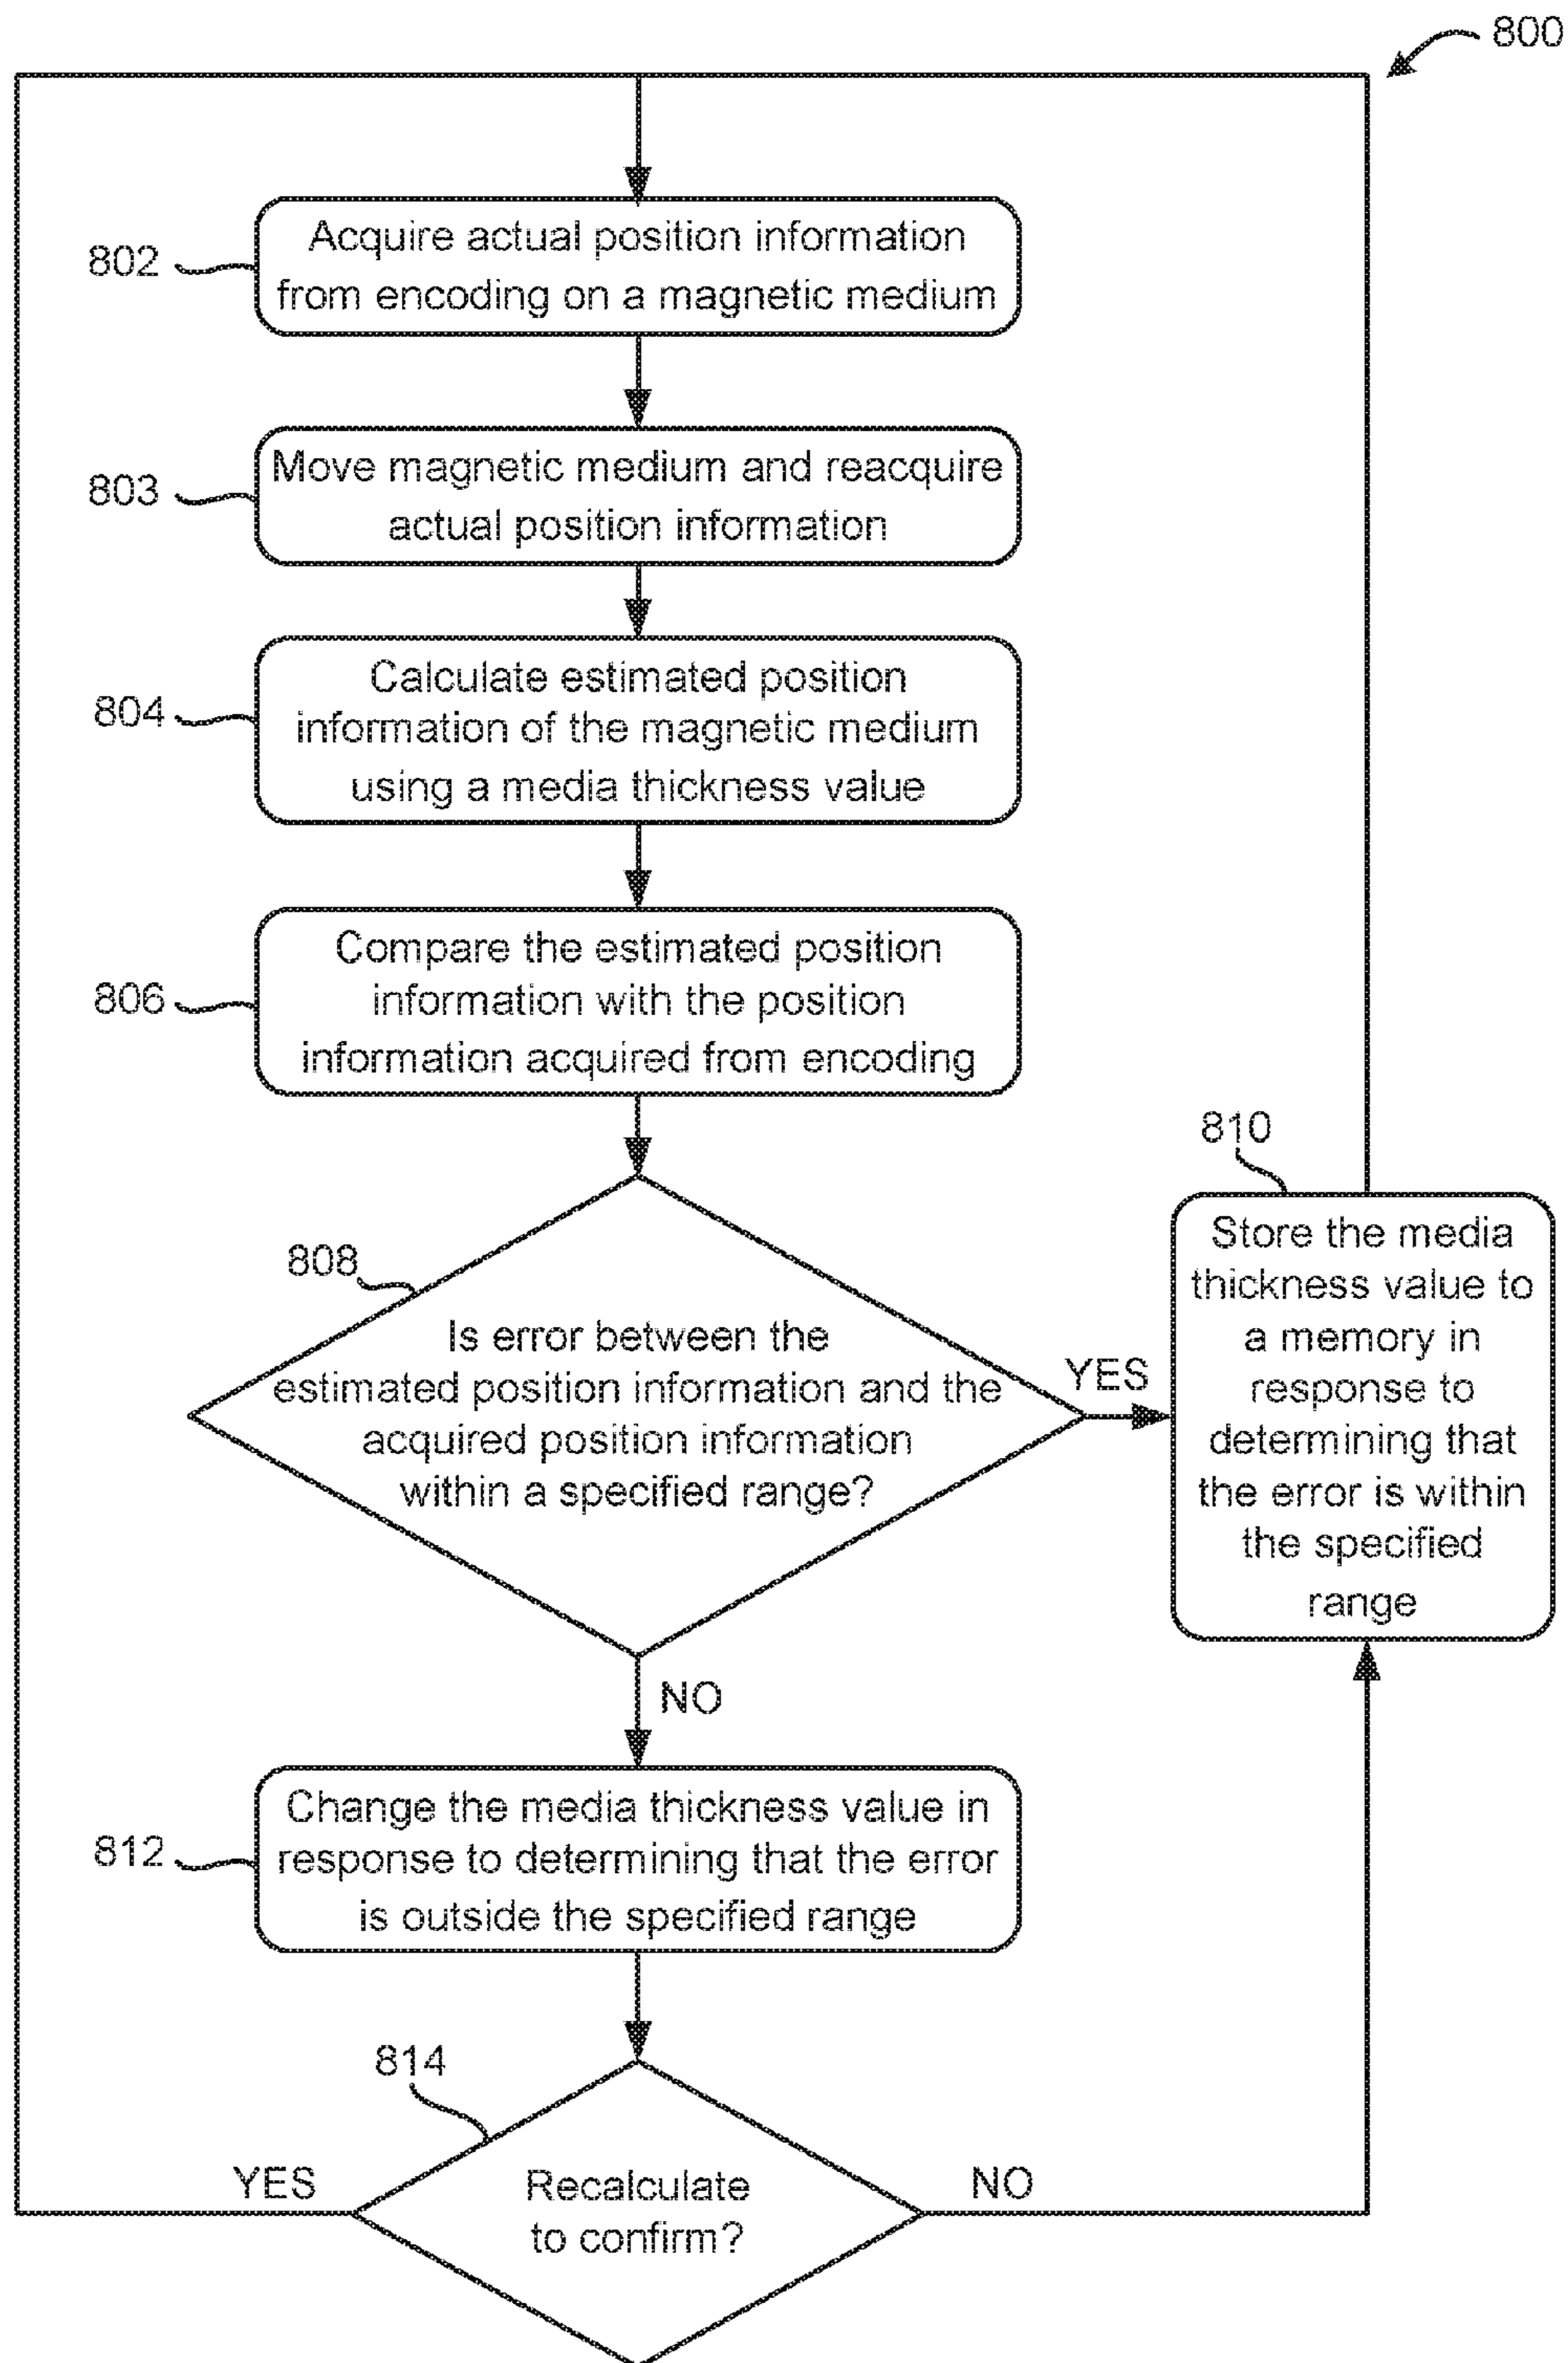 800
802
Acquire actual position information
from encoding on a magnetic medium
803
Move magnetic medium and reacquire
actual position information
804
Calculate estimated position
information of the magnetic medium
using a media thickness value
806
Compare the estimated position
information with the position
information acquired from encoding
808
Is error between the
estimated position information and the
acquired position information
within a specified range?
YES
810
Store the media
thickness value to
a memory in
response to
determining that
the error is within
the specified
range
NO
812
Change the media thickness value in
response to determining that the error
is outside the specified range
814
Recalculate
to confirm?
YES
NO